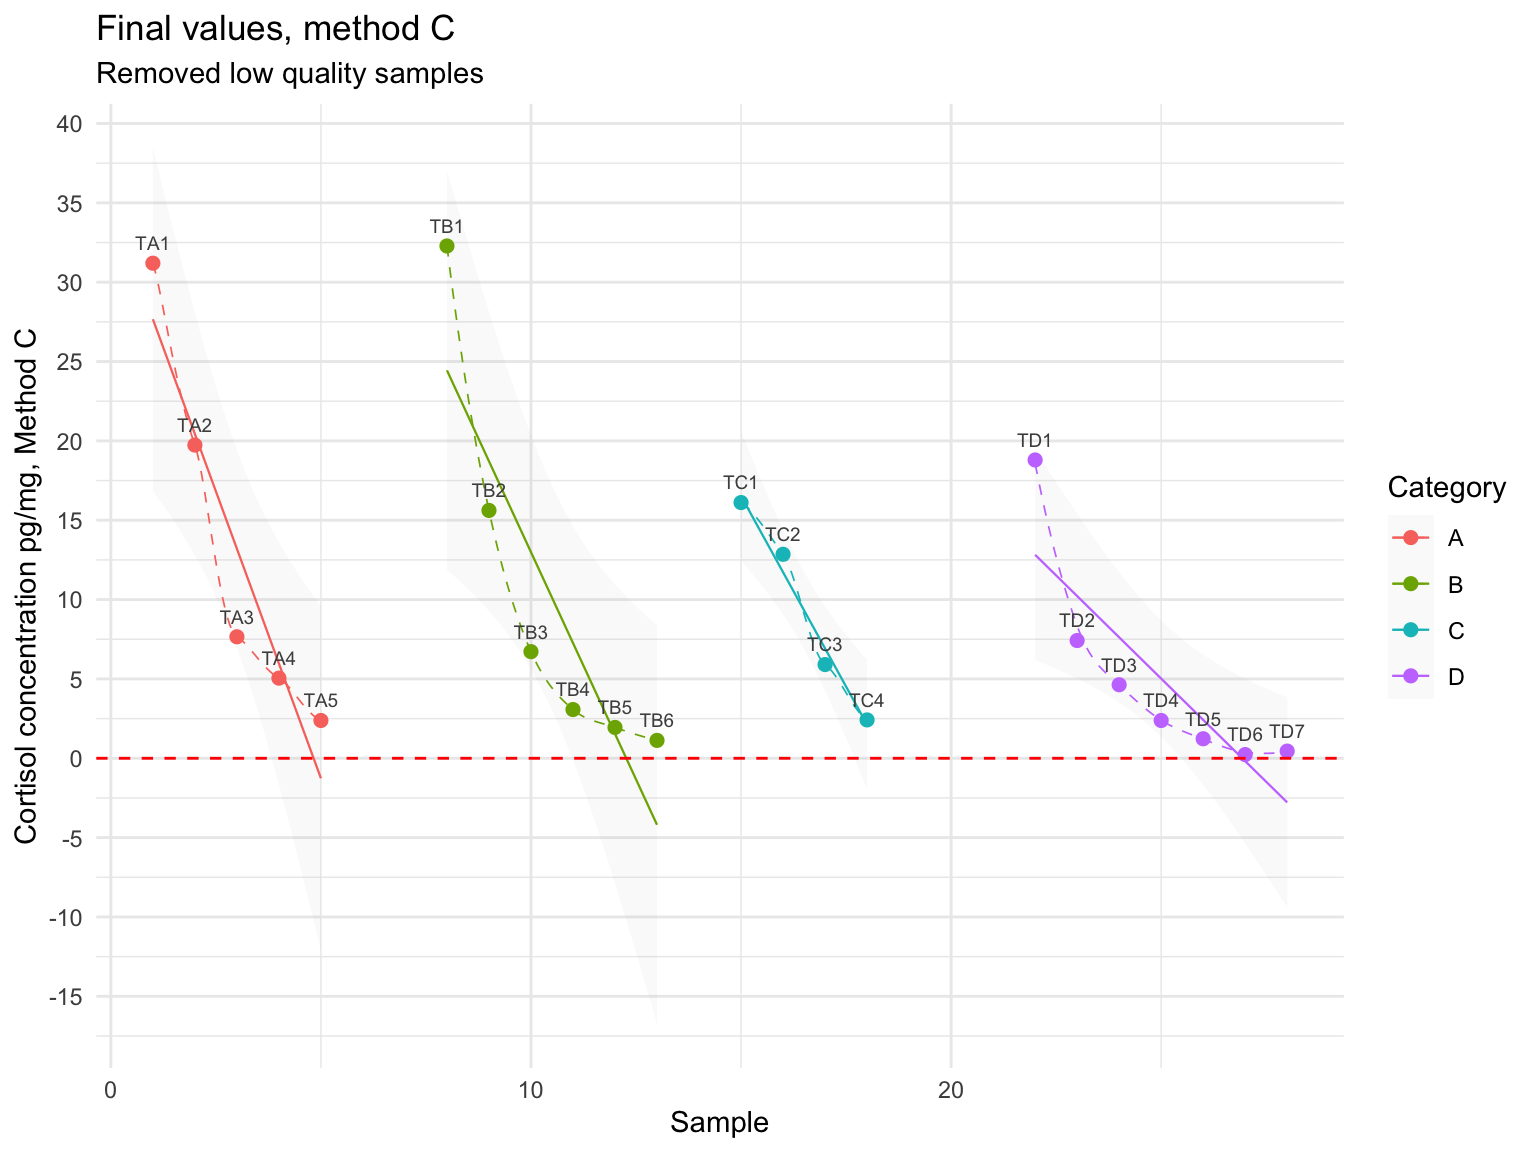 Final values, method C
Removed low quality samples
Cortisol concentration pg/mg, Method C
40
35
30
25
20
15
10
5
0
-5
-10
-15
TA1
TA2
TA3
TA4
TA5
TB1
TB2
TB3
TB4
TB5
TB6
TC1
TC2
TC3
TC4
TD1
TD2
TD3
TD4
TD5
TD6
TD7
0
10
20
Sample
Category
A
B
C
D